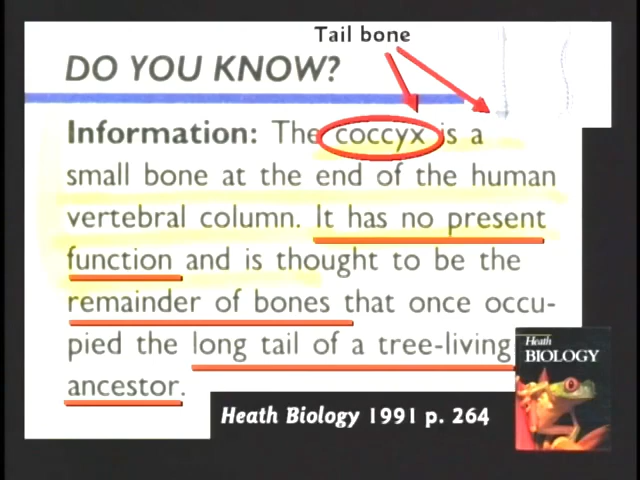 Tail bone
DO YOU KNOW?
Information: The coccyx is a
small bone at the end of the human
vertebral column. It has no present
function and is thought to be the
remainder of bones that once occu-
pied the long tail of a tree-living
ancestor.
Heath
BIOLOGY
Heath Biology 1991 p. 264